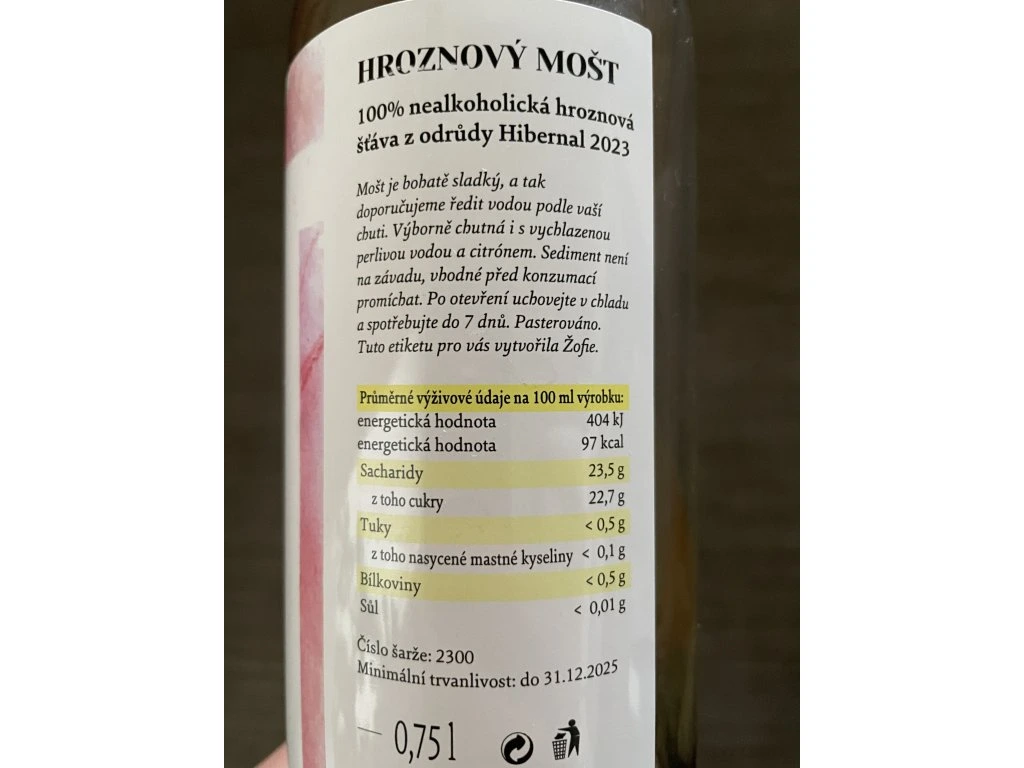 HROZNOVÝ MOŠT
100% nealkoholická hroznová
šťáva z odrůdy Hibernal 2023
Mošt je bohatě sladký, a tak
doporučujeme ředit vodou podle vaší
chuti. Výborně chutná i s vychlazenou
perlivou vodou a citrónem. Sediment není
na závadu, vhodné před konzumací
promíchat. Po otevření uchovejte v chladu
a spotřebujte do 7 dnů. Pasterováno.
Tuto etiketu pro vás vytvořila Žofie.
Průměrné výživové údaje na 100 ml výrobku:
energetická hodnota 404 kJ
energetická hodnota 97 kcal
Sacharidy 23,5 g
z toho cukry 22,7 g
Tuky < 0,5 g
z toho nasycené mastné kyseliny < 0,1 g
Bílkoviny < 0,5 g
Sůl < 0,01 g
Číslo šarže: 2300
Minimální trvanlivost: do 31.12.2025
0,75 l